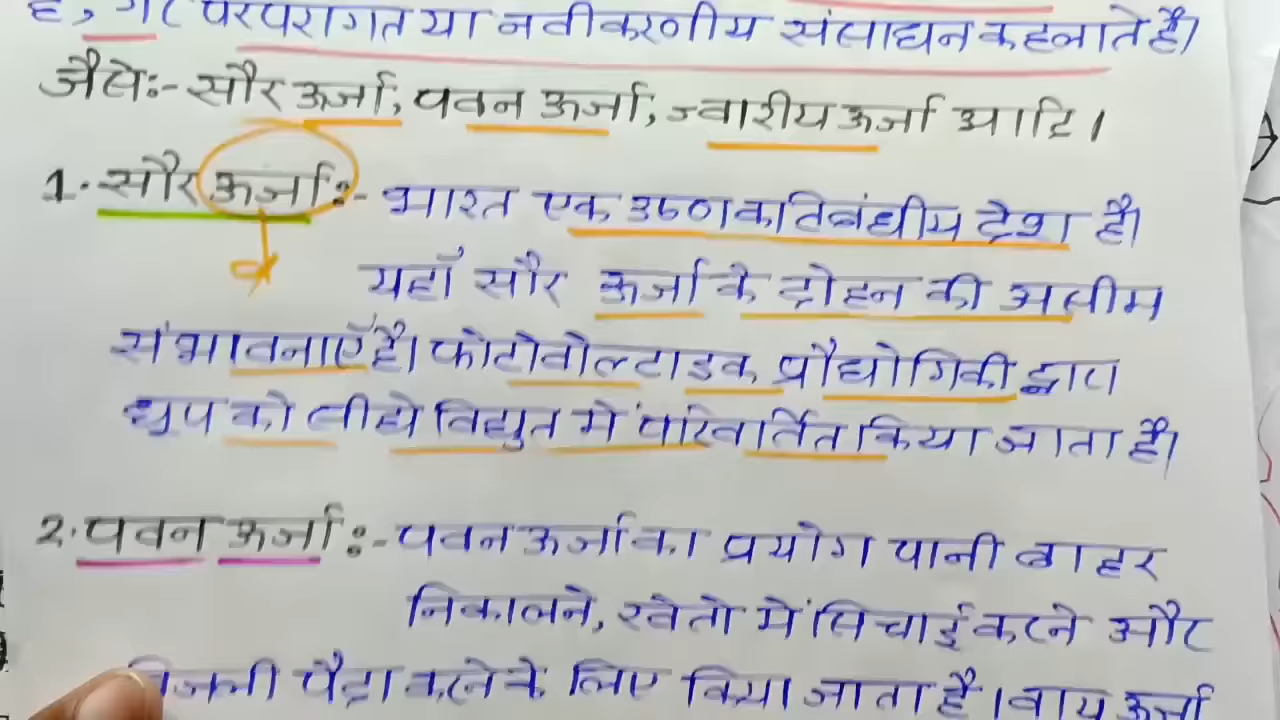 है, गैर परंपरागत या नवीकरणीय संसाधन कहलाते है।
जैसे:- सौर ऊर्जा, पवन ऊर्जा, ज्वारीय ऊर्जा आदि।
1. सौर ऊर्जा:- भारत एक उष्ण कतिबंधीय देश है।
यहाँ सौर ऊर्जा के दोहन की असीम
संभावनाएँ है। फोटोवोल्टाइक प्रौद्योगिकी द्वारा
धुप को सीधे विद्युत में परिवर्तित किया जाता है।
2. पवन ऊर्जा:- पवन ऊर्जा का प्रयोग पानी बाहर
निकालने, खेतो में सिचाई करने और
बिजली पैदा करने के लिए किया जाता है। वायु ऊर्जा